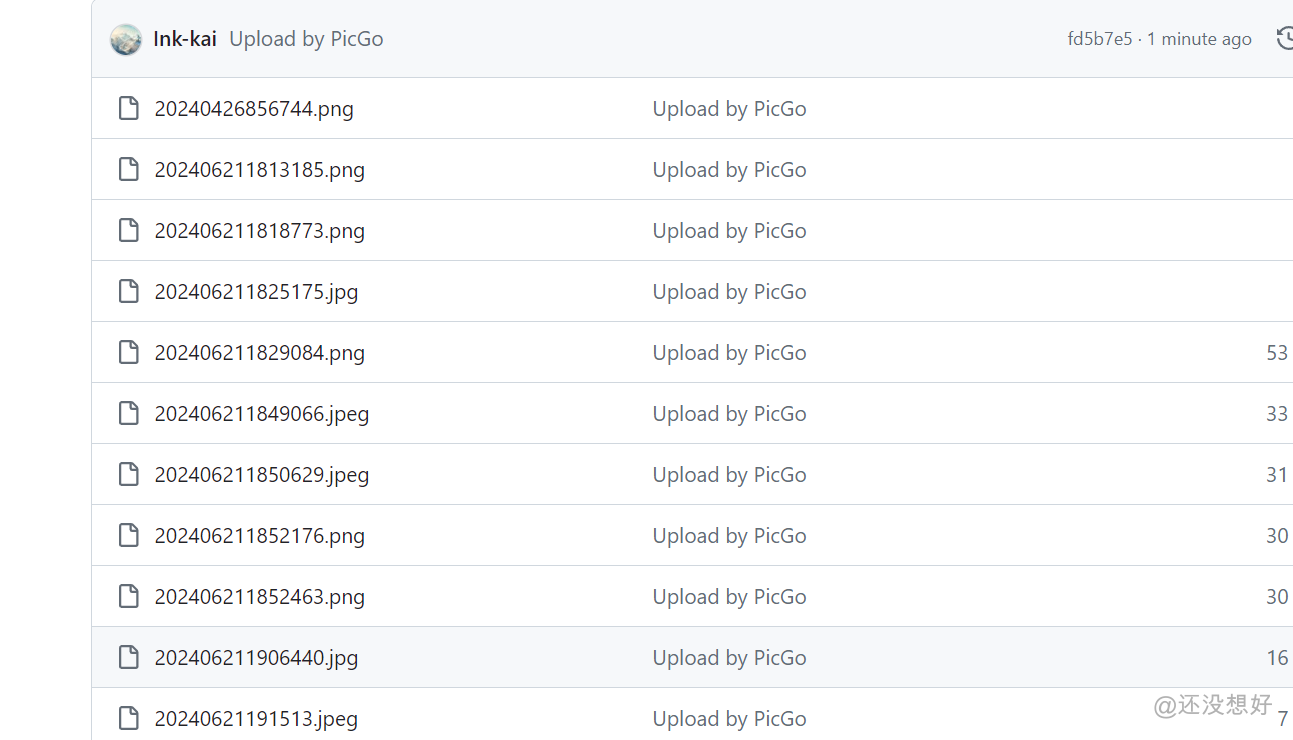 Ink-kai Upload by PicGo fd5b7e5 · 1 minute ago
20240426856744.png Upload by PicGo
202406211813185.png Upload by PicGo
202406211818773.png Upload by PicGo
202406211825175.jpg Upload by PicGo
202406211829084.png Upload by PicGo 53
202406211849066.jpeg Upload by PicGo 33
202406211850629.jpeg Upload by PicGo 31
202406211852176.png Upload by PicGo 30
202406211852463.png Upload by PicGo 30
202406211906440.jpg Upload by PicGo 16
20240621191513.jpeg Upload by PicGo 7
@还没想好